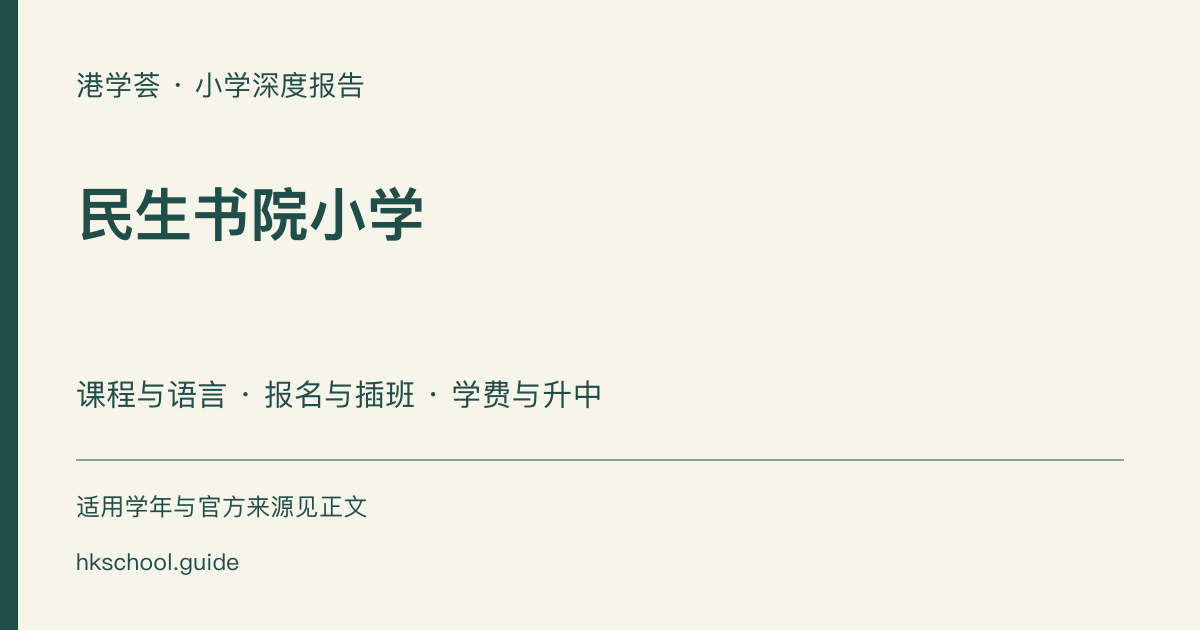 港学荟 · 小学深度报告
民生书院小学
课程与语言 · 报名与插班 · 学费与升中
适用学年与官方来源见正文
hkschool.guide